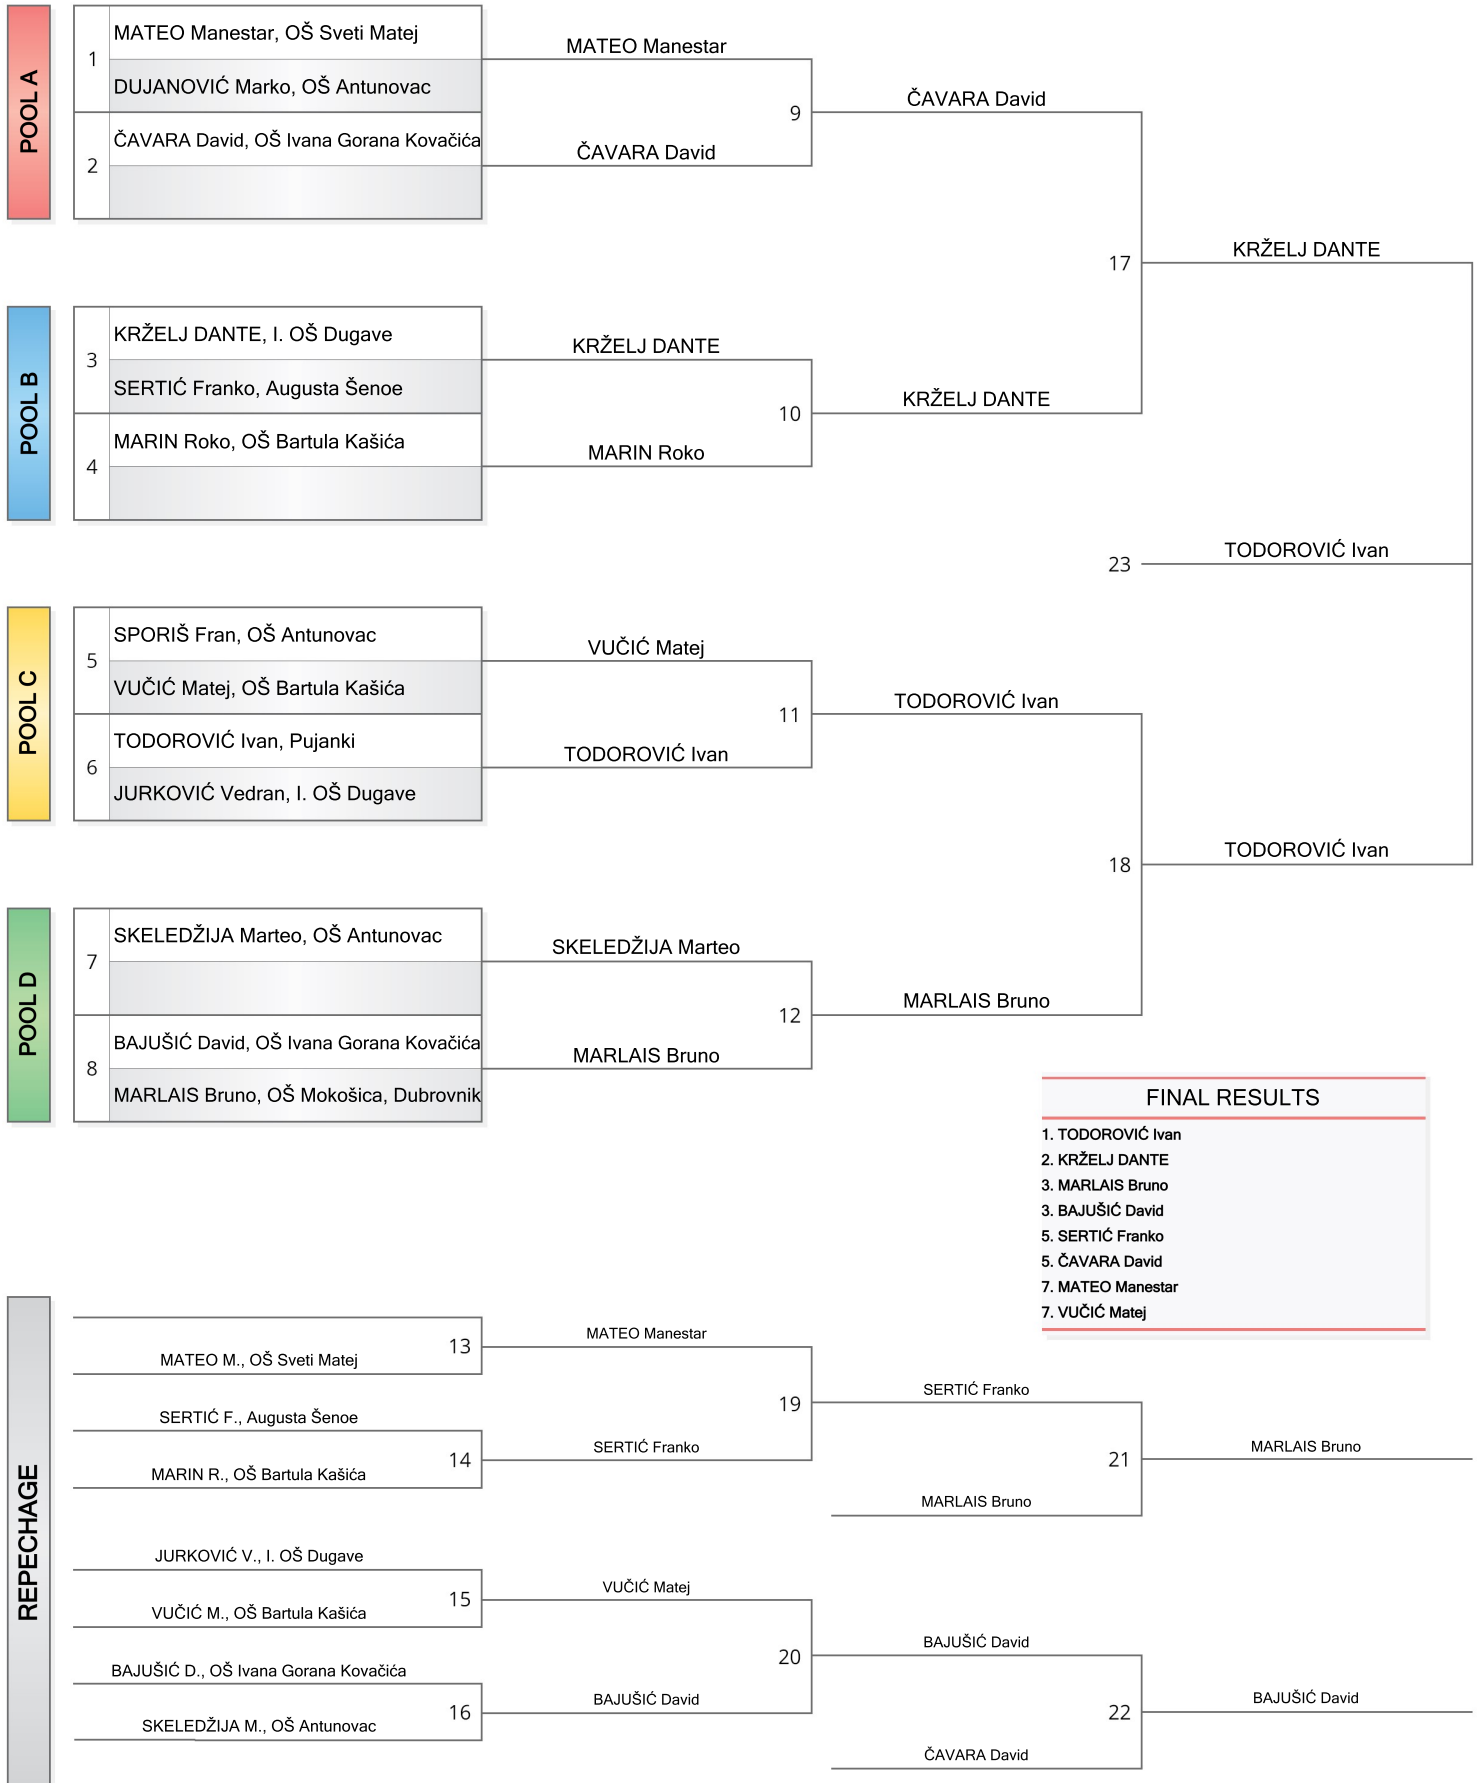 POOL A
1
MATEO Manestar, OŠ Sveti Matej
DUJANOVIĆ Marko, OŠ Antunovac
2
ČAVARA David, OŠ Ivana Gorana Kovačića
MATEO Manestar
ČAVARA David
9
ČAVARA David
POOL B
3
KRŽELJ DANTE, I. OŠ Dugave
SERTIĆ Franko, Augusta Šenoe
4
MARIN Roko, OŠ Bartula Kašića
KRŽELJ DANTE
MARIN Roko
10
KRŽELJ DANTE
17
KRŽELJ DANTE
23
TODOROVIĆ Ivan
POOL C
5
SPORIŠ Fran, OŠ Antunovac
VUČIĆ Matej, OŠ Bartula Kašića
6
TODOROVIĆ Ivan, Pujanki
JURKOVIĆ Vedran, I. OŠ Dugave
VUČIĆ Matej
TODOROVIĆ Ivan
11
TODOROVIĆ Ivan
POOL D
7
SKELEDŽIJA Marteo, OŠ Antunovac
8
BAJUŠIĆ David, OŠ Ivana Gorana Kovačića
MARLAIS Bruno, OŠ Mokošica, Dubrovnik
SKELEDŽIJA Marteo
MARLAIS Bruno
12
MARLAIS Bruno
18
TODOROVIĆ Ivan
FINAL RESULTS
1. TODOROVIĆ Ivan
2. KRŽELJ DANTE
3. MARLAIS Bruno
3. BAJUŠIĆ David
5. SERTIĆ Franko
5. ČAVARA David
7. MATEO Manestar
7. VUČIĆ Matej
REPECHAGE
13
MATEO M., OŠ Sveti Matej
SERTIĆ F., Augusta Šenoe
14
MARIN R., OŠ Bartula Kašića
MATEO Manestar
19
SERTIĆ Franko
SERTIĆ Franko
21
MARLAIS Bruno
MARLAIS Bruno
JURKOVIĆ V., I. OŠ Dugave
15
VUČIĆ M., OŠ Bartula Kašića
BAJUŠIĆ D., OŠ Ivana Gorana Kovačića
16
SKELEDŽIJA M., OŠ Antunovac
VUČIĆ Matej
20
BAJUŠIĆ David
BAJUŠIĆ David
22
ČAVARA David
BAJUŠIĆ David